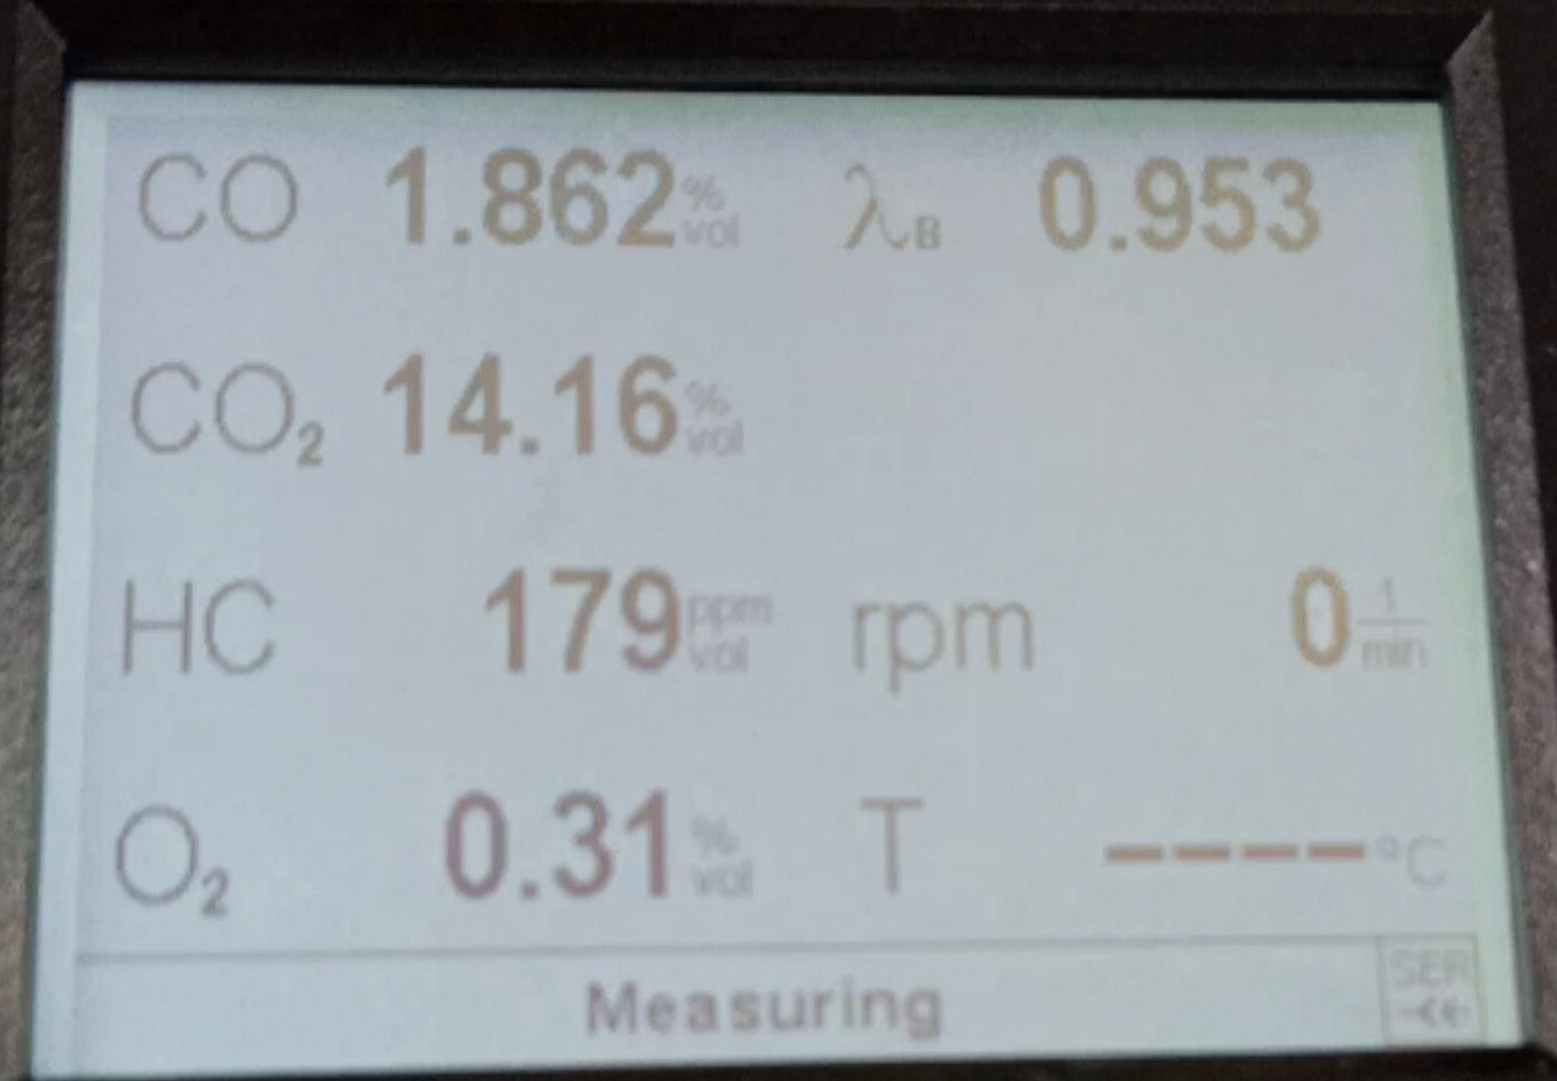 CO 1.862 % vol λB 0.953
CO2 14.16 % vol
HC 179 ppm vol rpm 0 1/min
O2 0.31 % vol T ---- °C
Measuring SER